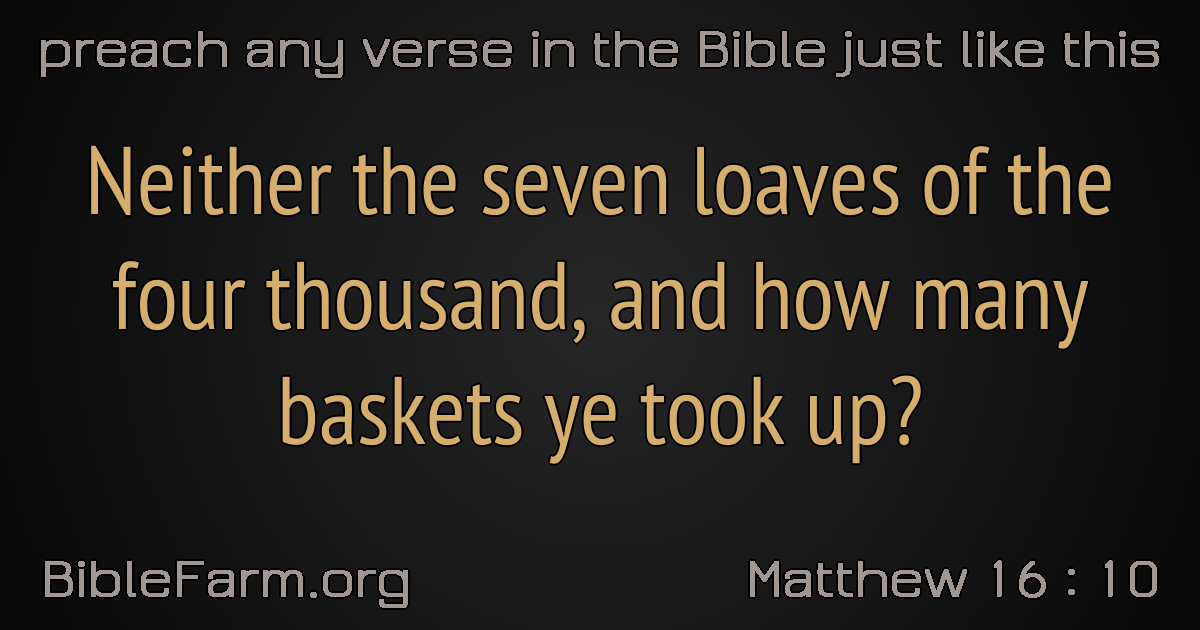 preach any verse in the Bible just like this
Neither the seven loaves of the
four thousand, and how many
baskets ye took up?
BibleFarm.org
Matthew 16 : 10